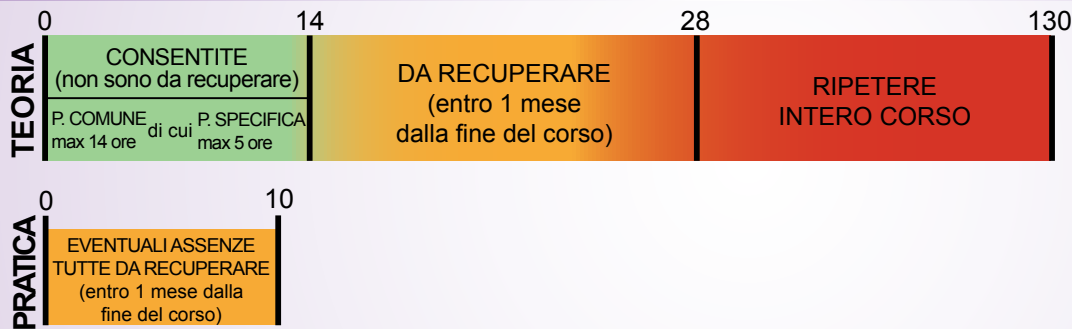 0 14 28 130
TEORIA
CONSENTITE
(non sono da recuperare)
P. COMUNE di cui P. SPECIFICA
max 14 ore max 5 ore
DA RECUPERARE
(entro 1 mese
dalla fine del corso)
RIPETERE
INTERO CORSO
0 10
PRATICA
EVENTUALI ASSENZE
TUTTE DA RECUPERARE
(entro 1 mese dalla
fine del corso)